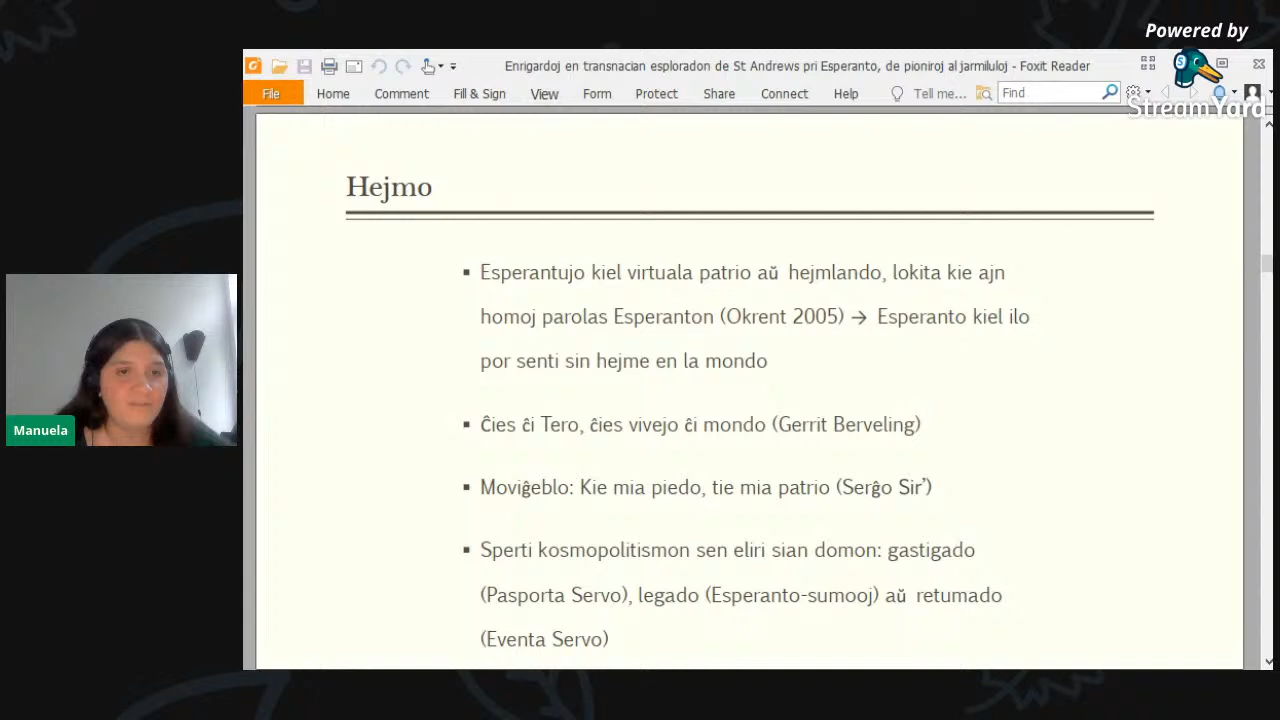 Powered by
StreamYard
Enrigardoj en transnacian esploradon de St Andrews pri Esperanto, de pioniroj al jarmiluloj - Foxit Reader
File Home Comment Fill & Sign View Form Protect Share Connect Help Tell me... Find
Hejmo
▪ Esperantujo kiel virtuala patrio aŭ hejmlando, lokita kie ajn
homoj parolas Esperanton (Okrent 2005) → Esperanto kiel ilo
por senti sin hejme en la mondo
▪ Ĉies ĉi Tero, ĉies vivejo ĉi mondo (Gerrit Berveling)
▪ Moviĝeblo: Kie mia piedo, tie mia patrio (Serĝo Sir’)
▪ Sperti kosmopolitismon sen eliri sian domon: gastigado
(Pasporta Servo), legado (Esperanto-sumooj) aŭ retumado
(Eventa Servo)
Manuela